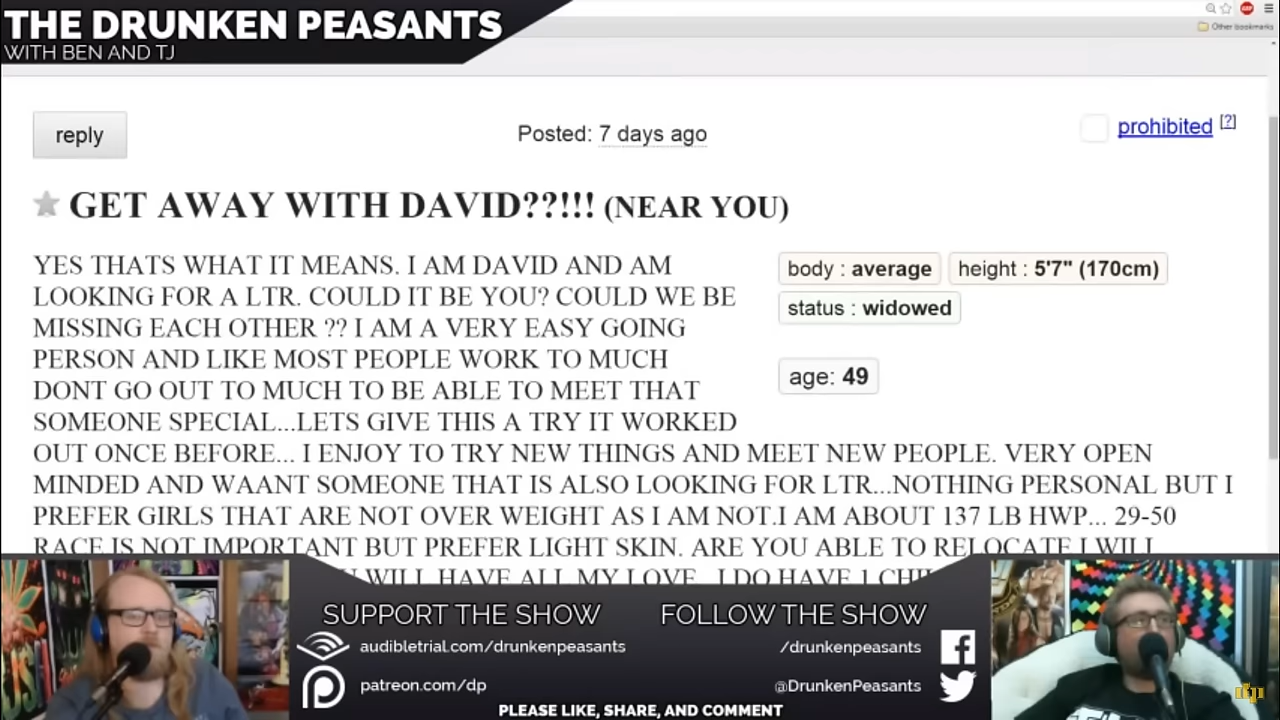 THE DRUNKEN PEASANTS
WITH BEN AND TJ
Other bookmarks
reply
Posted: 7 days ago
prohibited [?]
GET AWAY WITH DAVID??!!! (NEAR YOU)
YES THATS WHAT IT MEANS. I AM DAVID AND AM
LOOKING FOR A LTR. COULD IT BE YOU? COULD WE BE
MISSING EACH OTHER ?? I AM A VERY EASY GOING
PERSON AND LIKE MOST PEOPLE WORK TO MUCH
DONT GO OUT TO MUCH TO BE ABLE TO MEET THAT
SOMEONE SPECIAL...LETS GIVE THIS A TRY IT WORKED
OUT ONCE BEFORE... I ENJOY TO TRY NEW THINGS AND MEET NEW PEOPLE. VERY OPEN
MINDED AND WAANT SOMEONE THAT IS ALSO LOOKING FOR LTR...NOTHING PERSONAL BUT I
PREFER GIRLS THAT ARE NOT OVER WEIGHT AS I AM NOT.I AM ABOUT 137 LB HWP... 29-50
RACE IS NOT IMPORTANT BUT PREFER LIGHT SKIN. ARE YOU ABLE TO RELOCATE I WILL
WILL HAVE ALL MY LOVE I DO HAVE 1
body : average
height : 5'7" (170cm)
status : widowed
age: 49
SUPPORT THE SHOW
audibletrial.com/drunkenpeasants
patreon.com/dp
FOLLOW THE SHOW
/drunkenpeasants
@DrunkenPeasants
PLEASE LIKE, SHARE, AND COMMENT
dp